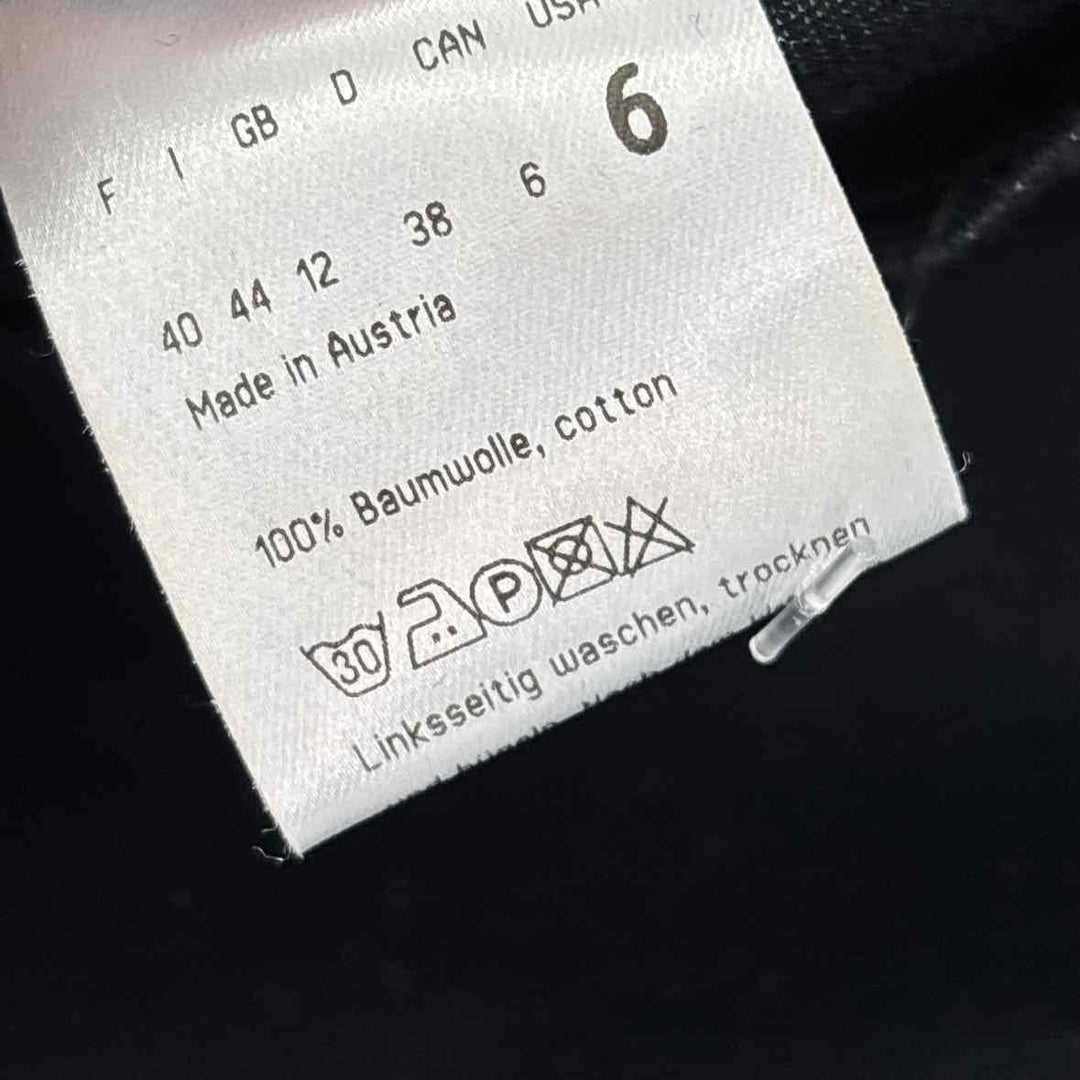 F I GB D CAN USA
40 44 12 38 6 6
Made in Austria
100% Baumwolle, cotton
30 P
Linksseitig waschen, trocknen